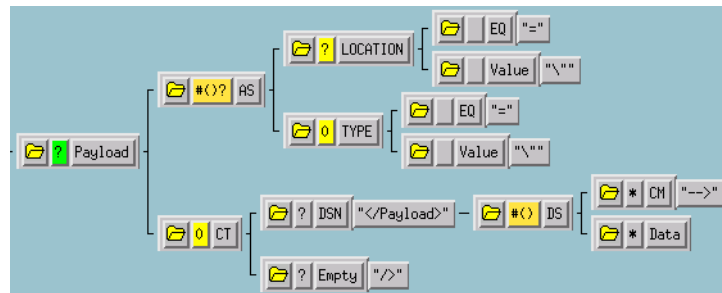 ? EQ "="
? LOCATION
Value "\""
#()? AS
EQ "="
0 TYPE
Value "\""
? Payload
* CM "-->"
? DSN "</Payload>" #() DS
0 CT * Data
? Empty "/>"